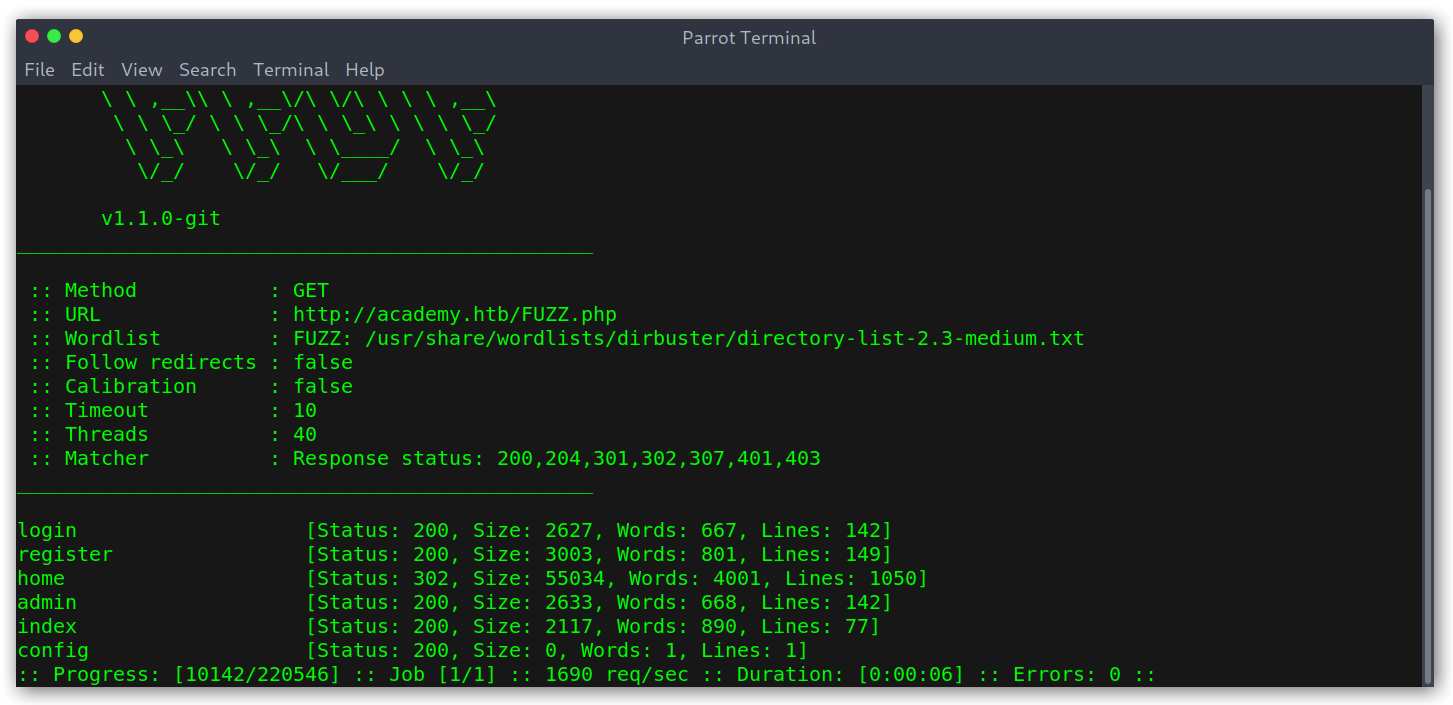 Parrot Terminal
File Edit View Search Terminal Help
\ \ ,__\\ \ ,__\/\ \/\ \ \ \ ,__\
\ \ \_/ \ \ \_/\ \ \_\ \ \ \ \_/
\ \_\   \ \_\  \ \____/  \ \_\
\/_/    \/_/   \/___/    \/_/
v1.1.0-git
________________________________________________
:: Method           : GET
:: URL              : http://academy.htb/FUZZ.php
:: Wordlist         : FUZZ: /usr/share/wordlists/dirbuster/directory-list-2.3-medium.txt
:: Follow redirects : false
:: Calibration      : false
:: Timeout          : 10
:: Threads          : 40
:: Matcher          : Response status: 200,204,301,302,307,401,403
________________________________________________
login                   [Status: 200, Size: 2627, Words: 667, Lines: 142]
register                [Status: 200, Size: 3003, Words: 801, Lines: 149]
home                    [Status: 302, Size: 55034, Words: 4001, Lines: 1050]
admin                   [Status: 200, Size: 2633, Words: 668, Lines: 142]
index                   [Status: 200, Size: 2117, Words: 890, Lines: 77]
config                  [Status: 200, Size: 0, Words: 1, Lines: 1]
:: Progress: [10142/220546] :: Job [1/1] :: 1690 req/sec :: Duration: [0:00:06] :: Errors: 0 ::